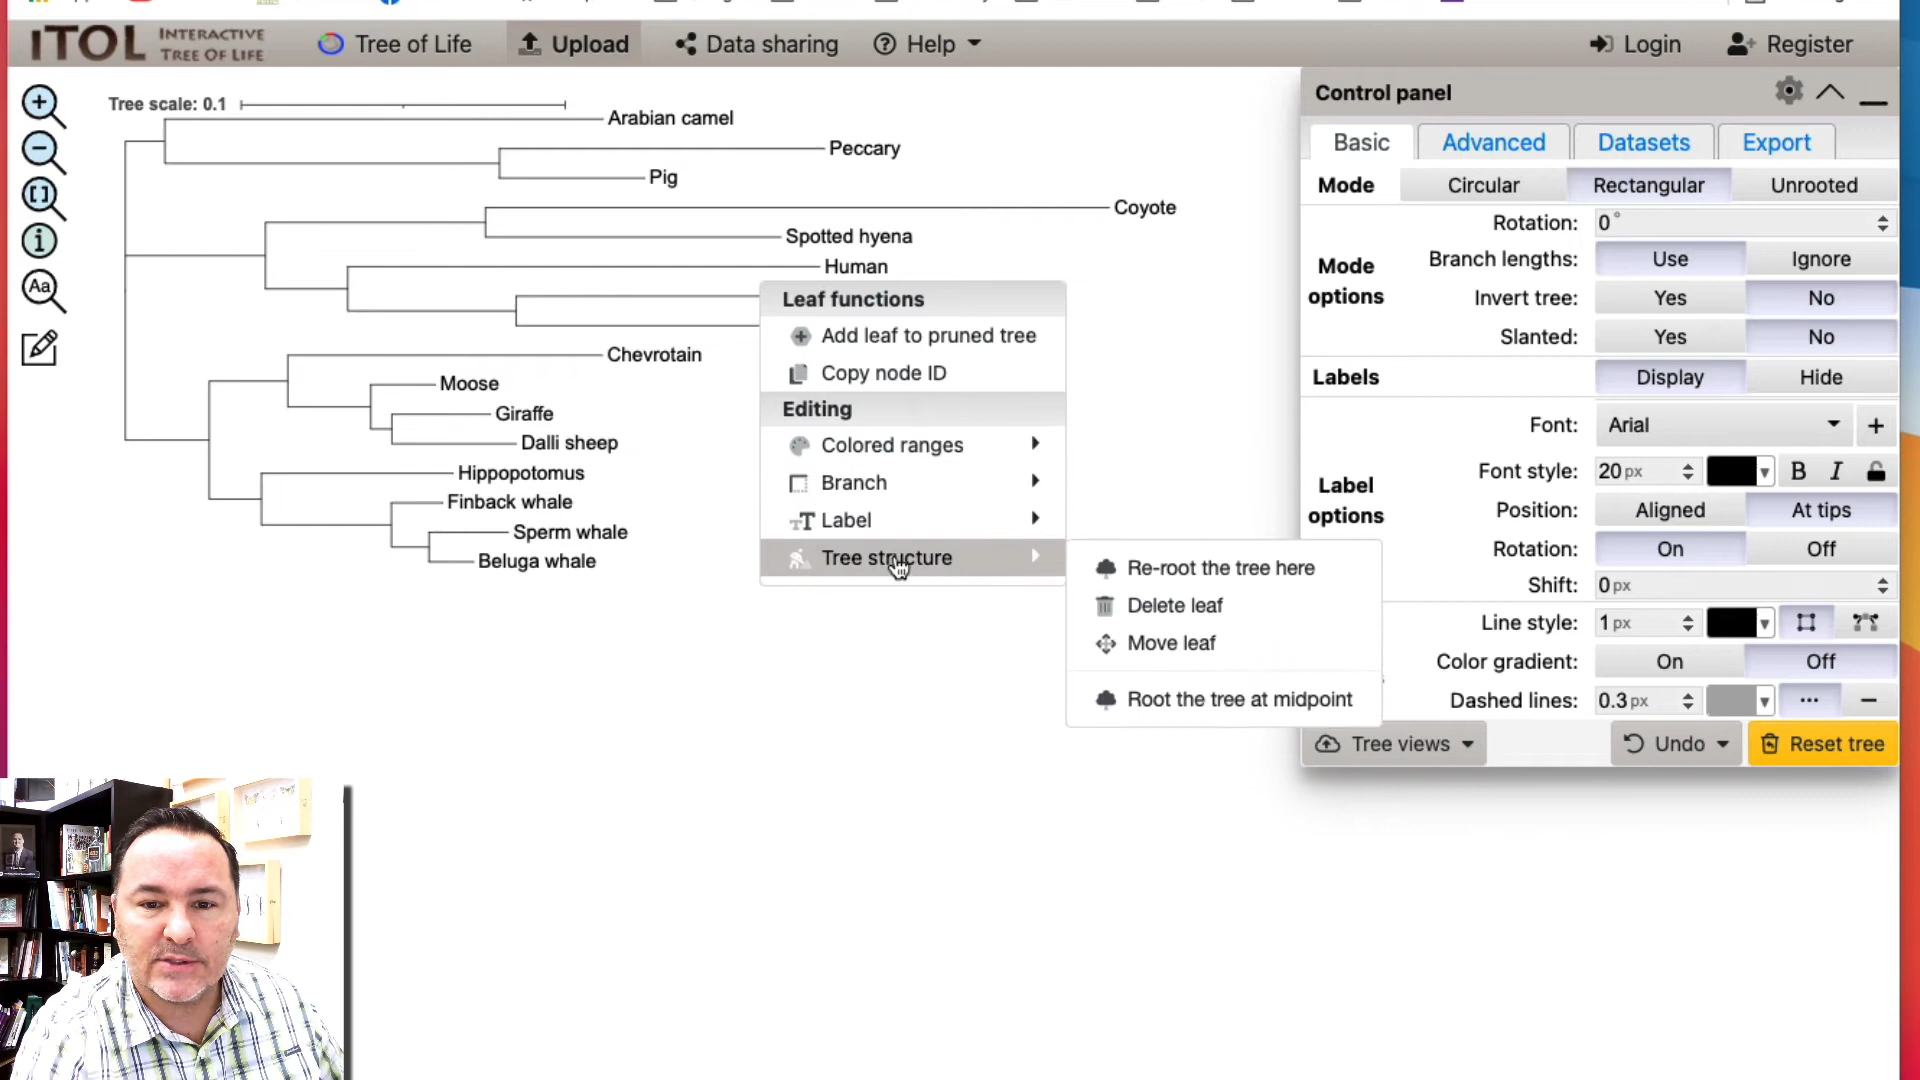 iTOL INTERACTIVE TREE OF LIFE Tree of Life Upload Data sharing ? Help Login Register
Tree scale: 0.1
Arabian camel
Peccary
Pig
Coyote
Spotted hyena
Human
Chevrotain
Moose
Giraffe
Dalli sheep
Hippopotomus
Finback whale
Sperm whale
Beluga whale
Aa
Leaf functions
Add leaf to pruned tree
Copy node ID
Editing
Colored ranges
Branch
Label
Tree structure
Re-root the tree here
Delete leaf
Move leaf
Root the tree at midpoint
Control panel
Basic Advanced Datasets Export
Mode Circular Rectangular Unrooted
Mode options
Rotation: 0°
Branch lengths: Use Ignore
Invert tree: Yes No
Slanted: Yes No
Labels Display Hide
Label options
Font: Arial +
Font style: 20 px B I
Position: Aligned At tips
Rotation: On Off
Shift: 0 px
Line style: 1 px
Color gradient: On Off
Dashed lines: 0.3 px
Tree views Undo Reset tree